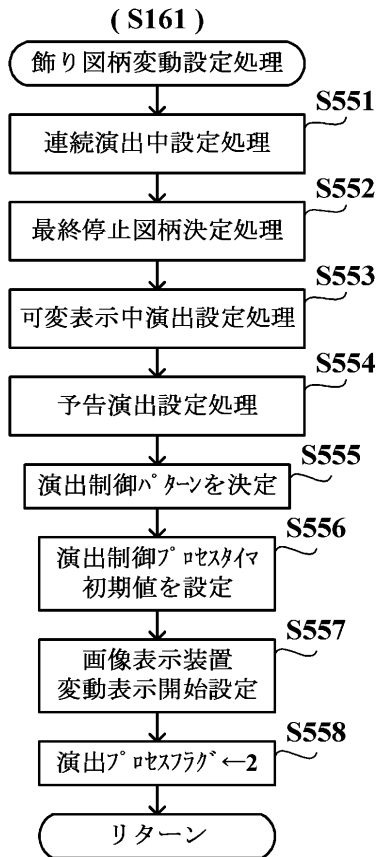 ( S161 )
飾り図柄変動設定処理
S551
連続演出中設定処理
S552
最終停止図柄決定処理
S553
可変表示中演出設定処理
S554
予告演出設定処理
S555
演出制御ﾊﾟﾀｰﾝを決定
S556
演出制御ﾌﾟﾛｾｽﾀｲﾏ
初期値を設定
S557
画像表示装置
変動表示開始設定
S558
演出ﾌﾟﾛｾｽﾌﾗｸﾞ←2
リターン